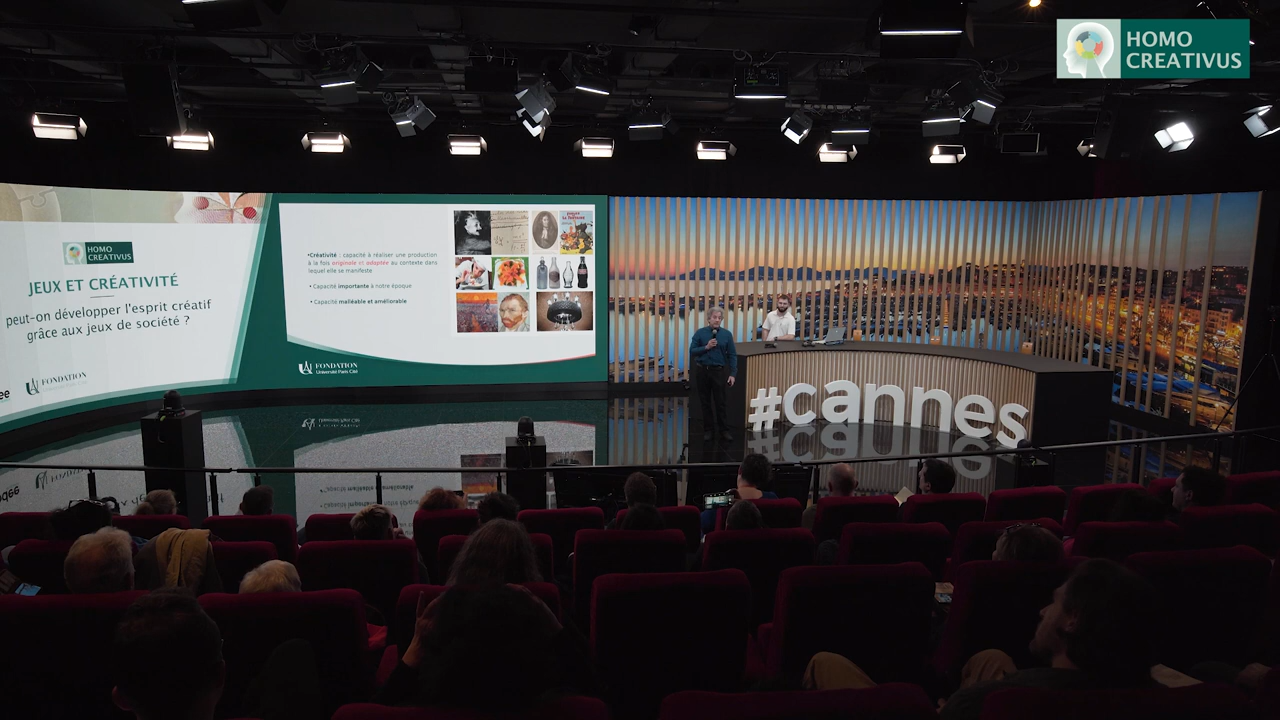 HOMO
CREATIVUS
HOMO
CREATIVUS
JEUX ET CRÉATIVITÉ
peut-on développer l'esprit créatif
grâce aux jeux de société ?
FONDATION
•Créativité : capacité à réaliser une production
à la fois originale et adaptée au contexte dans
lequel elle se manifeste
• Capacité importante à notre époque
• Capacité malléable et améliorable
FONDATION
Université Paris Cité
#cannes